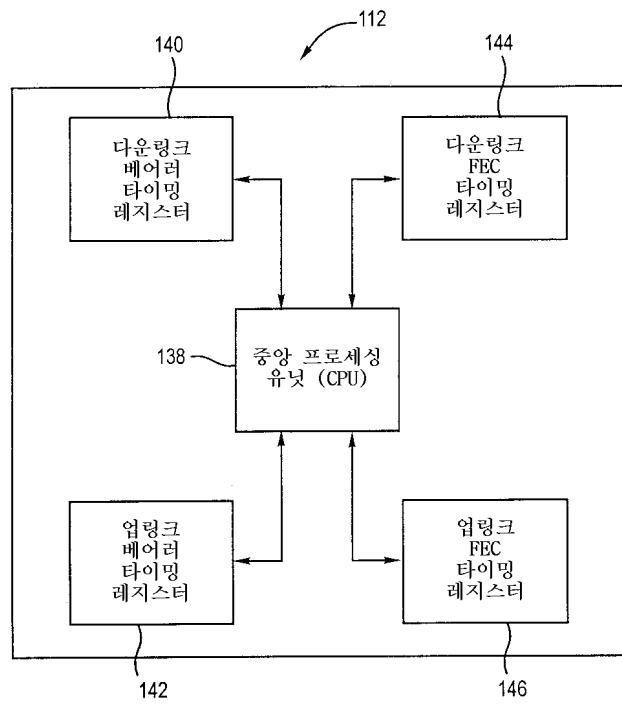 112
140
144
다운링크
베어러
타이밍
레지스터
다운링크
FEC
타이밍
레지스터
138
중앙 프로세싱
유닛 (CPU)
업링크
베어러
타이밍
레지스터
업링크
FEC
타이밍
레지스터
142
146